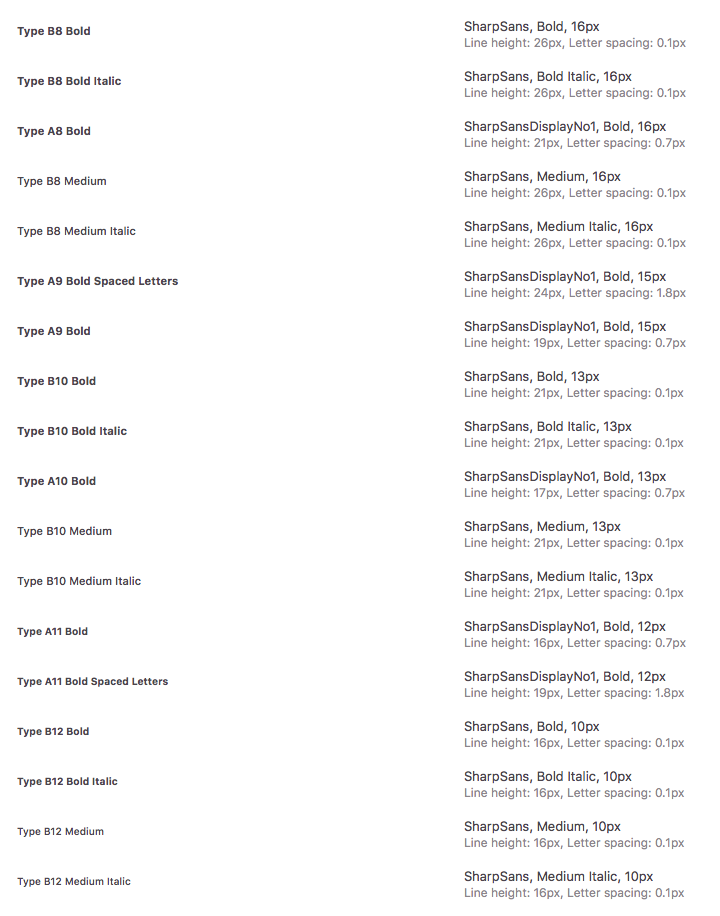 Type B8 Bold
SharpSans, Bold, 16px
Line height: 26px, Letter spacing: 0.1px
Type B8 Bold Italic
SharpSans, Bold Italic, 16px
Line height: 26px, Letter spacing: 0.1px
Type A8 Bold
SharpSansDisplayNo1, Bold, 16px
Line height: 21px, Letter spacing: 0.7px
Type B8 Medium
SharpSans, Medium, 16px
Line height: 26px, Letter spacing: 0.1px
Type B8 Medium Italic
SharpSans, Medium Italic, 16px
Line height: 26px, Letter spacing: 0.1px
Type A9 Bold Spaced Letters
SharpSansDisplayNo1, Bold, 15px
Line height: 24px, Letter spacing: 1.8px
Type A9 Bold
SharpSansDisplayNo1, Bold, 15px
Line height: 19px, Letter spacing: 0.7px
Type B10 Bold
SharpSans, Bold, 13px
Line height: 21px, Letter spacing: 0.1px
Type B10 Bold Italic
SharpSans, Bold Italic, 13px
Line height: 21px, Letter spacing: 0.1px
Type A10 Bold
SharpSansDisplayNo1, Bold, 13px
Line height: 17px, Letter spacing: 0.7px
Type B10 Medium
SharpSans, Medium, 13px
Line height: 21px, Letter spacing: 0.1px
Type B10 Medium Italic
SharpSans, Medium Italic, 13px
Line height: 21px, Letter spacing: 0.1px
Type A11 Bold
SharpSansDisplayNo1, Bold, 12px
Line height: 16px, Letter spacing: 0.7px
Type A11 Bold Spaced Letters
SharpSansDisplayNo1, Bold, 12px
Line height: 19px, Letter spacing: 1.8px
Type B12 Bold
SharpSans, Bold, 10px
Line height: 16px, Letter spacing: 0.1px
Type B12 Bold Italic
SharpSans, Bold Italic, 10px
Line height: 16px, Letter spacing: 0.1px
Type B12 Medium
SharpSans, Medium, 10px
Line height: 16px, Letter spacing: 0.1px
Type B12 Medium Italic
SharpSans, Medium Italic, 10px
Line height: 16px, Letter spacing: 0.1px